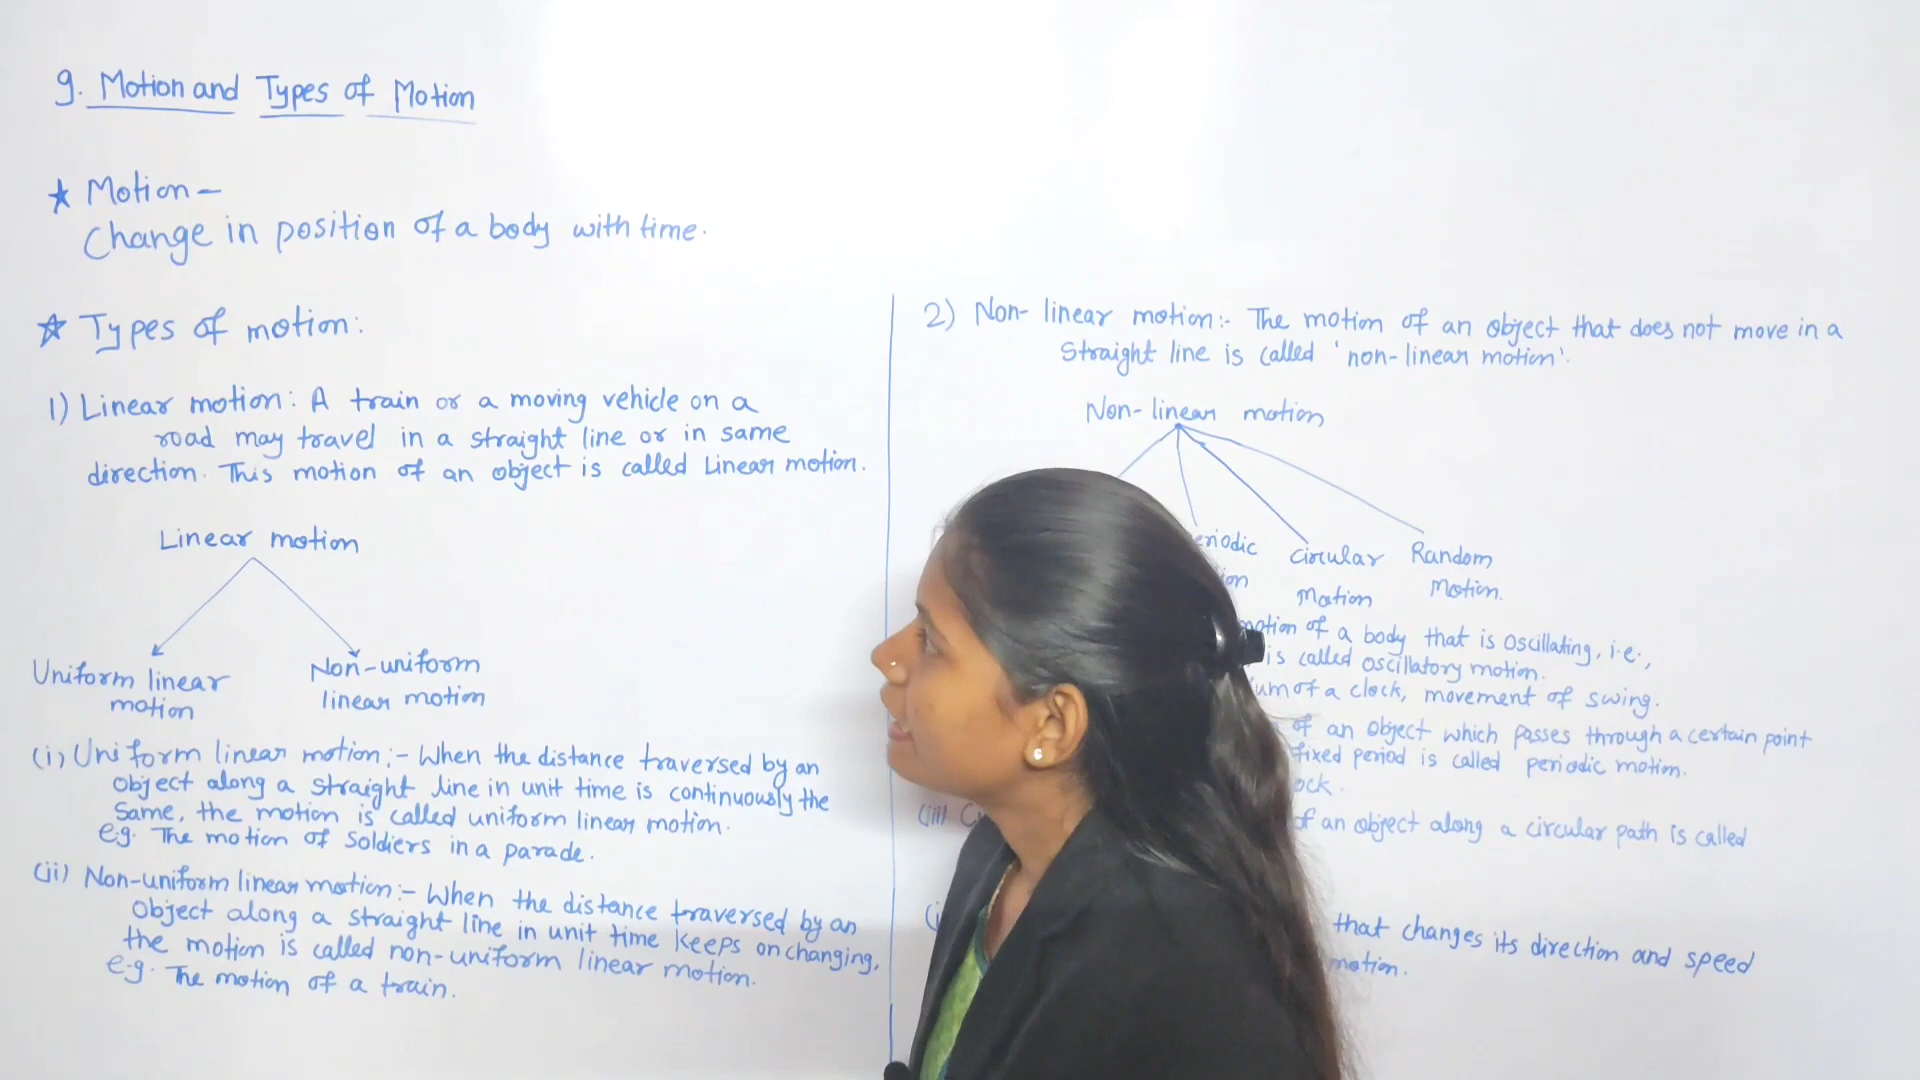 9. Motion and Types of Motion
★ Motion –
Change in position of a body with time.
★ Types of motion:
1) Linear motion: A train or a moving vehicle on a
road may travel in a straight line or in same
direction. This motion of an object is called Linear motion.
Linear motion
Uniform linear
motion
Non-uniform
linear motion
(i) Uniform linear motion:- When the distance traversed by an
object along a straight line in unit time is continuously the
same, the motion is called uniform linear motion.
e.g. The motion of Soldiers in a parade.
(ii) Non-uniform linear motion:- When the distance traversed by an
object along a straight line in unit time keeps on changing,
the motion is called non-uniform linear motion.
e.g. The motion of a train.
2) Non-linear motion:- The motion of an object that does not move in a
straight line is called 'non-linear motion'.
Non-linear motion
circular
Motion
Random
Motion.
of a body that is oscillating, i.e.,
is called oscillatory motion.
of a clock, movement of swing.
of an object which passes through a certain point
fixed period is called periodic motion.
(iii)
of an object along a circular path is called
that changes its direction and speed
motion.